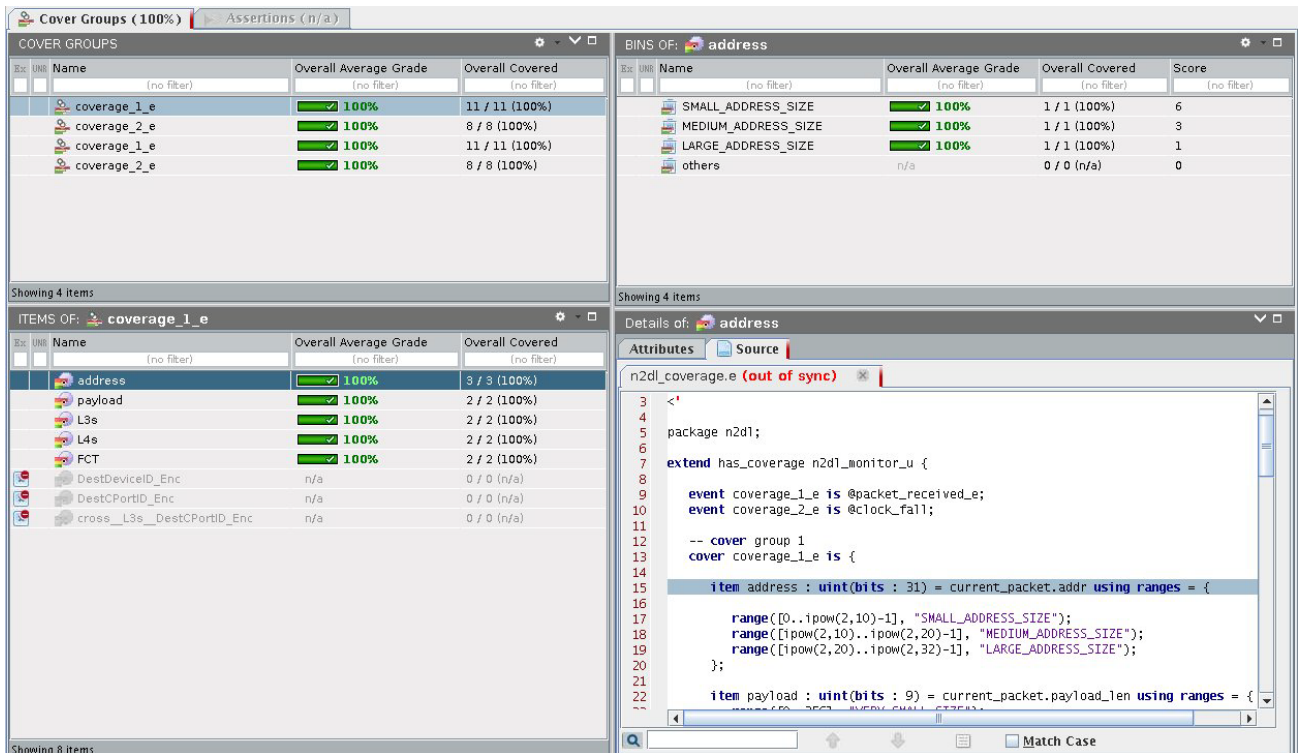 Cover Groups (100%) Assertions (n/a)
COVER GROUPS
Ex UNR Name Overall Average Grade Overall Covered
(no filter) (no filter) (no filter)
coverage_1_e 100% 11 / 11 (100%)
coverage_2_e 100% 8 / 8 (100%)
coverage_1_e 100% 11 / 11 (100%)
coverage_2_e 100% 8 / 8 (100%)
Showing 4 items
BINS OF: address
Ex UNR Name Overall Average Grade Overall Covered Score
(no filter) (no filter) (no filter) (no filter)
SMALL_ADDRESS_SIZE 100% 1 / 1 (100%) 6
MEDIUM_ADDRESS_SIZE 100% 1 / 1 (100%) 3
LARGE_ADDRESS_SIZE 100% 1 / 1 (100%) 1
others n/a 0 / 0 (n/a) 0
Showing 4 items
ITEMS OF: coverage_1_e
Ex UNR Name Overall Average Grade Overall Covered
(no filter) (no filter) (no filter)
address 100% 3 / 3 (100%)
payload 100% 2 / 2 (100%)
L3s 100% 2 / 2 (100%)
L4s 100% 2 / 2 (100%)
FCT 100% 2 / 2 (100%)
DestDeviceID_Enc n/a 0 / 0 (n/a)
DestCPortID_Enc n/a 0 / 0 (n/a)
cross__L3s__DestCPortID_Enc n/a 0 / 0 (n/a)
Showing 8 items
Details of: address
Attributes Source
n2dl_coverage.e (out of sync)
3 <'
4
5 package n2dl;
6
7 extend has_coverage n2dl_monitor_u {
8
9 event coverage_1_e is @packet_received_e;
10 event coverage_2_e is @clock_fall;
11
12 -- cover group 1
13 cover coverage_1_e is {
14
15 item address : uint(bits : 31) = current_packet.addr using ranges = {
16
17 range([0..ipow(2,10)-1], "SMALL_ADDRESS_SIZE");
18 range([ipow(2,10)..ipow(2,20)-1], "MEDIUM_ADDRESS_SIZE");
19 range([ipow(2,20)..ipow(2,32)-1], "LARGE_ADDRESS_SIZE");
20 };
21
22 item payload : uint(bits : 9) = current_packet.payload_len using ranges = {
Match Case